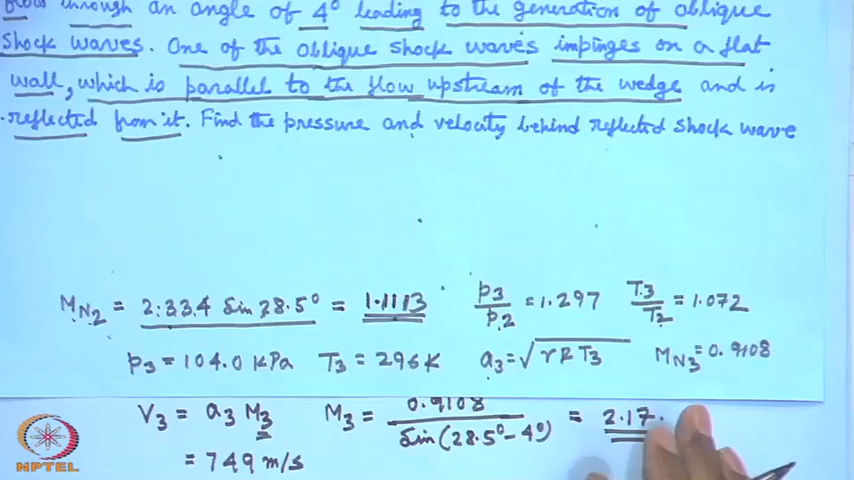 flow through an angle of 4° leading to the generation of oblique
shock waves. One of the oblique shock waves impinges on a flat
wall, which is parallel to the flow upstream of the wedge and is
reflected from it. Find the pressure and velocity behind reflected shock wave
M_N2 = 2.334 Sin 28.5° = 1.1113 p3/p2 = 1.297 T3/T2 = 1.072
p3 = 104.0 kPa T3 = 296K a3 = √γRT3 M_N3 = 0.9108
V3 = a3 M3 M3 = 0.9108 / Sin(28.5° - 4°) = 2.17
= 749 m/s
NPTEL